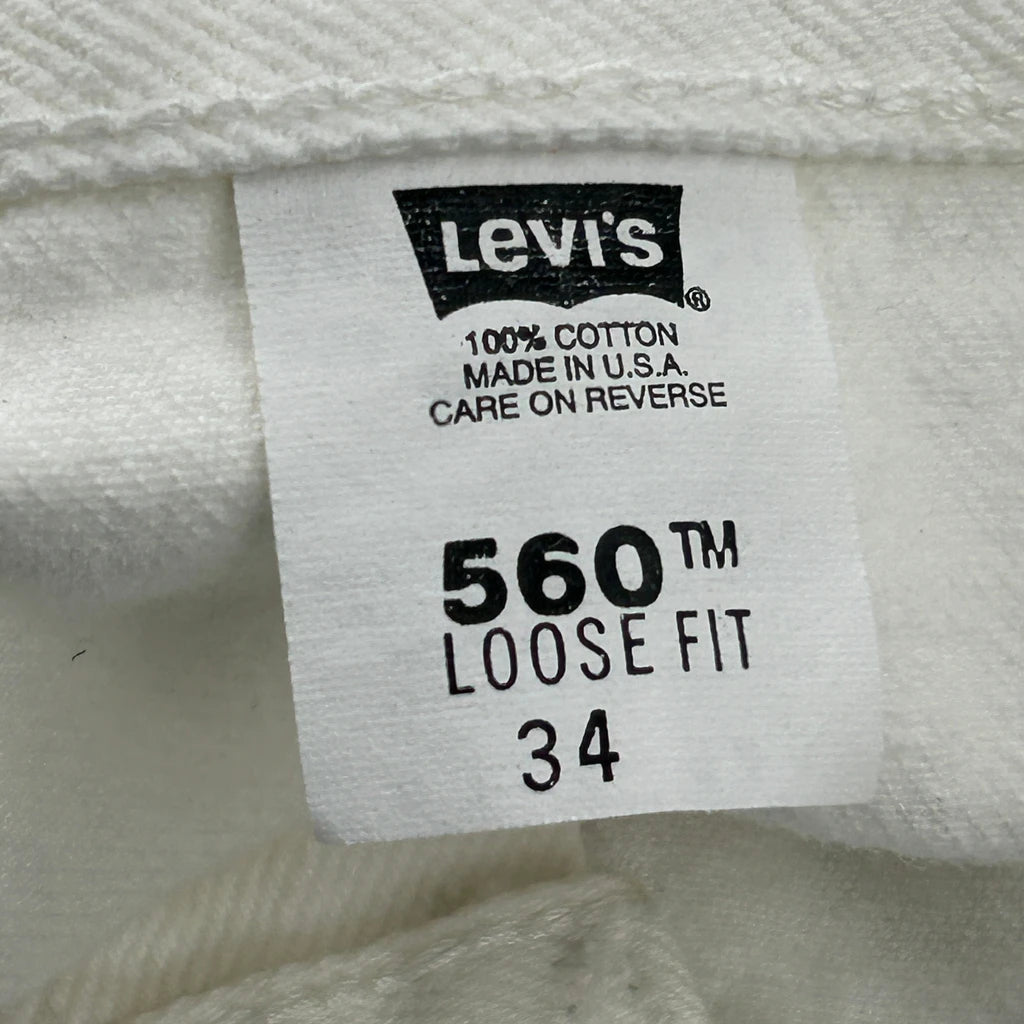 Levi's®
100% COTTON
MADE IN U.S.A.
CARE ON REVERSE
560™
LOOSE FIT
34